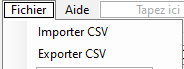 Fichier Aide Tapez ici
Importer CSV
Exporter CSV